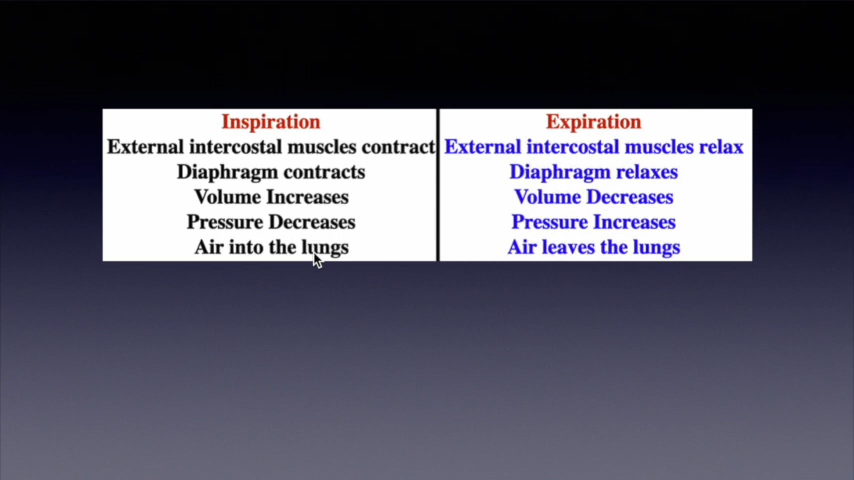 Inspiration
External intercostal muscles contract
Diaphragm contracts
Volume Increases
Pressure Decreases
Air into the lungs
Expiration
External intercostal muscles relax
Diaphragm relaxes
Volume Decreases
Pressure Increases
Air leaves the lungs